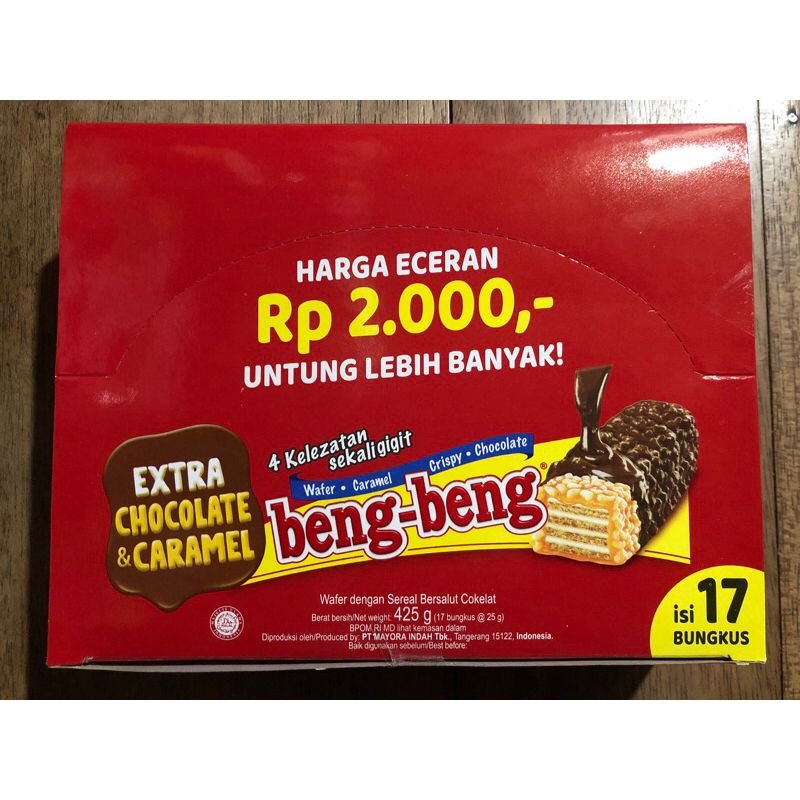 HARGA ECERAN
Rp 2.000,-
UNTUNG LEBIH BANYAK!
4 Kelezatan
sekali gigit
Wafer • Caramel Crispy • Chocolate
beng-beng®
EXTRA
CHOCOLATE
& CARAMEL
Wafer dengan Sereal Bersalut Cokelat
Berat bersih/Net weight: 425 g (17 bungkus @ 25 g)
BPOM RI MD lihat kemasan dalam
Diproduksi oleh/Produced by: PT MAYORA INDAH Tbk., Tangerang 15122, Indonesia.
Baik digunakan sebelum/Best before:
isi 17
BUNGKUS